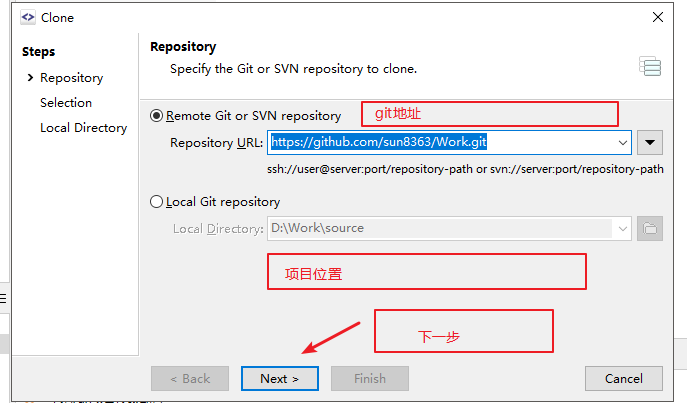 Clone
Steps
Repository
Selection
Local Directory
Repository
Specify the Git or SVN repository to clone.
Remote Git or SVN repository
git地址
Repository URL:
https://github.com/sun8363/Work.git
ssh://user@server:port/repository-path or svn://server:port/repository-path
Local Git repository
Local Directory:
D:\Work\source
项目位置
下一步
< Back
Next >
Finish
Cancel